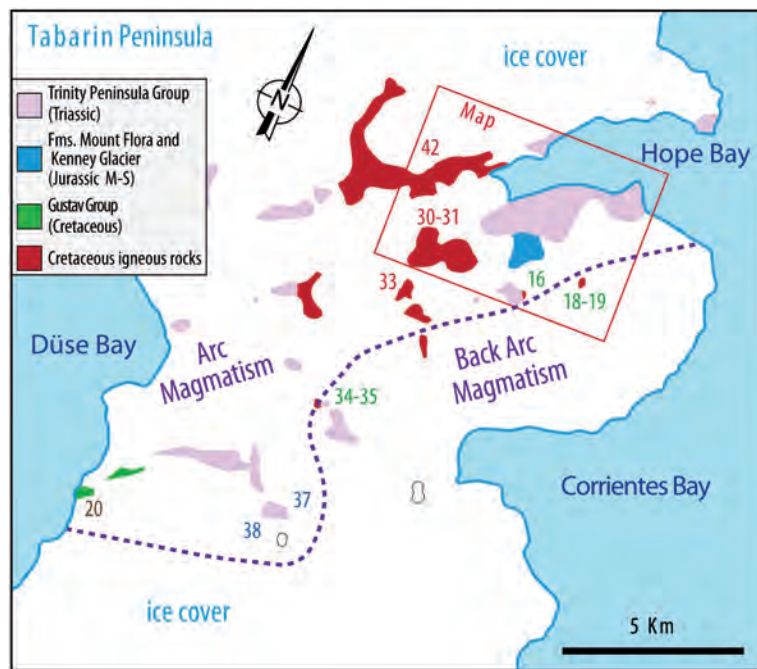 Tabarin Peninsula
ice cover
Trinity Peninsula Group
(Triassic)
Fms. Mount Flora and
Kenney Glacier
(Jurassic M-S)
Gustav Group
(Cretaceous)
Cretaceous igneous rocks
N
Map
42
Hope Bay
30-31
16
33
18-19
Düse Bay
Arc
Magmatism
Back Arc
Magmatism
34-35
Corrientes Bay
37
20
38
ice cover
5 Km